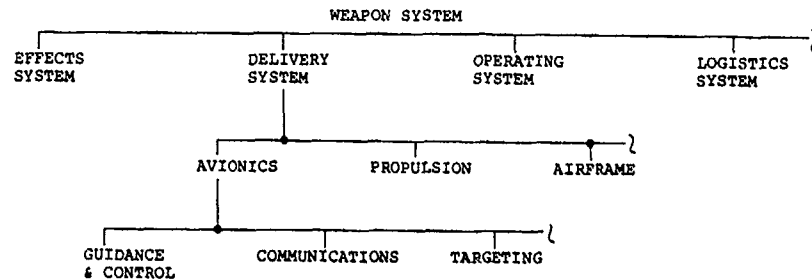 WEAPON SYSTEM
EFFECTS SYSTEM
DELIVERY SYSTEM
OPERATING SYSTEM
LOGISTICS SYSTEM
AVIONICS
PROPULSION
AIRFRAME
GUIDANCE & CONTROL
COMMUNICATIONS
TARGETING